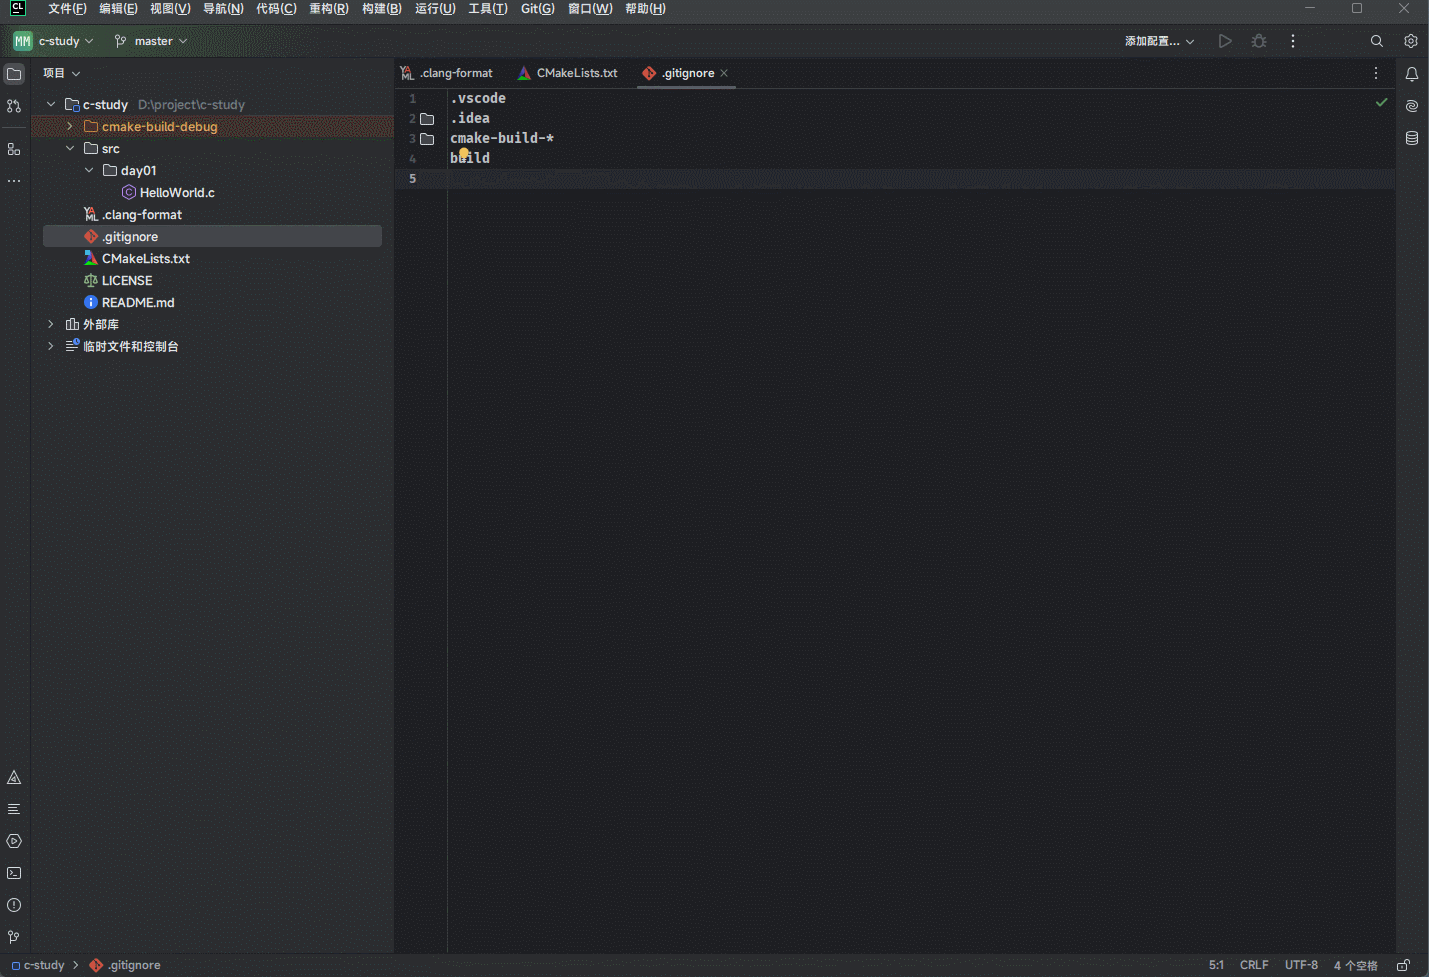 CL 文件(F) 编辑(E) 视图(V) 导航(N) 代码(C) 重构(R) 构建(B) 运行(U) 工具(T) Git(G) 窗口(W) 帮助(H)
MM c-study master 添加配置...
项目
.clang-format CMakeLists.txt .gitignore
c-study D:\project\c-study
cmake-build-debug
src
day01
HelloWorld.c
.clang-format
.gitignore
CMakeLists.txt
LICENSE
README.md
外部库
临时文件和控制台
1 .vscode
2 .idea
3 cmake-build-*
4 build
5
c-study > .gitignore 5:1 CRLF UTF-8 4 个空格